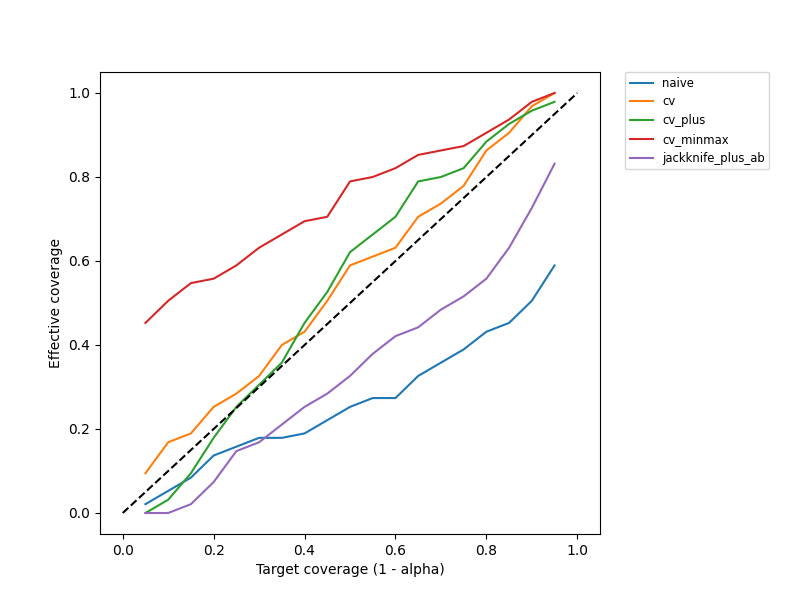 naive
cv
cv_plus
cv_minmax
jackknife_plus_ab
1.0
0.8
0.6
0.4
0.2
0.0
Effective coverage
0.0 0.2 0.4 0.6 0.8 1.0
Target coverage (1 - alpha)